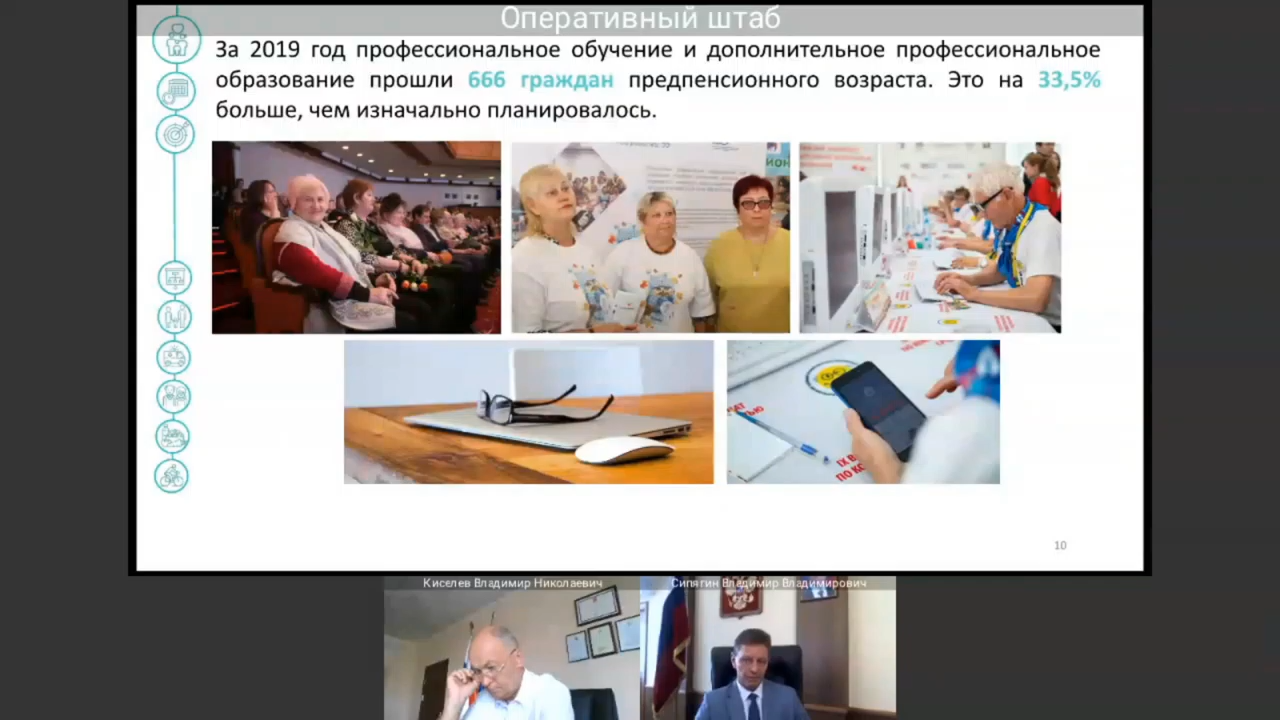 Оперативный штаб
За 2019 год профессиональное обучение и дополнительное профессиональное
образование прошли 666 граждан предпенсионного возраста. Это на 33,5%
больше, чем изначально планировалось.
10
Киселев Владимир Николаевич
Сипягин Владимир Владимирович